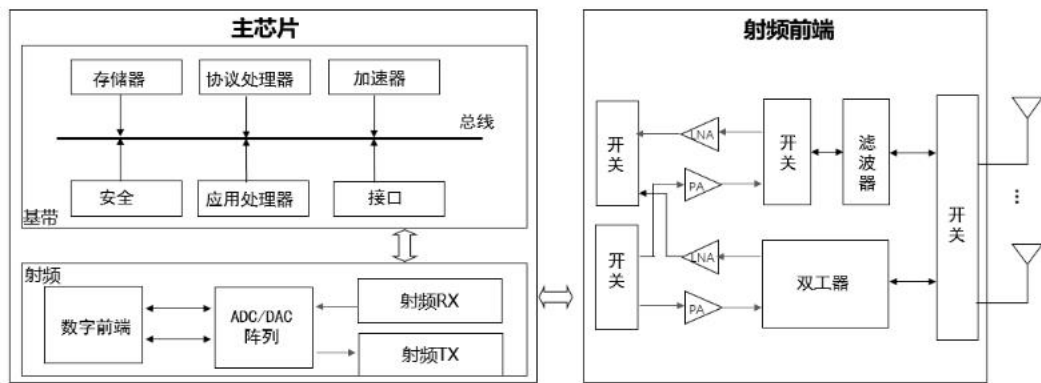 主芯片
存储器
协议处理器
加速器
总线
安全
应用处理器
接口
基带
射频
数字前端
ADC/DAC
阵列
射频RX
射频TX
射频前端
开关
LNA
PA
开关
滤波器
开关
开关
LNA
PA
双工器
...